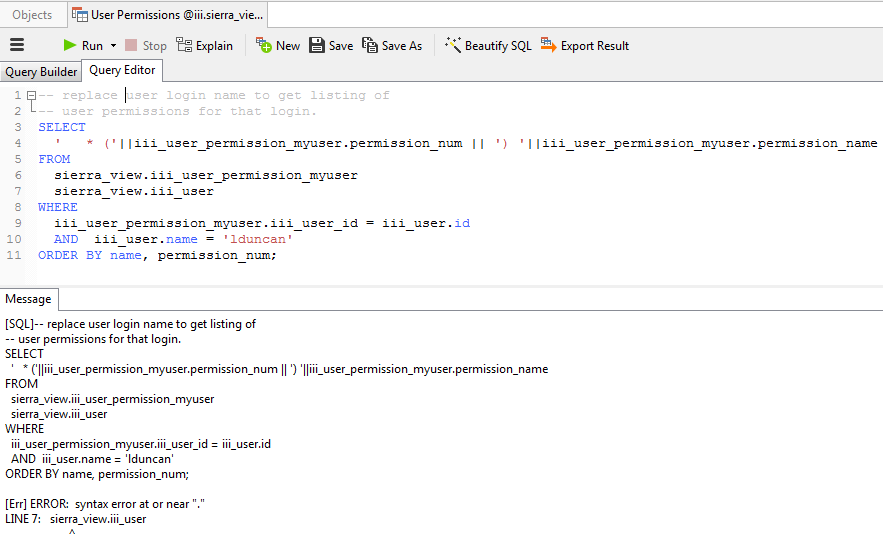 Objects User Permissions @iii.sierra_vie...
Run Stop Explain New Save Save As Beautify SQL Export Result
Query Builder Query Editor
1 -- replace user login name to get listing of
2 -- user permissions for that login.
3 SELECT
4 '   * ('||iii_user_permission_myuser.permission_num || ') '||iii_user_permission_myuser.permission_name
5 FROM
6 sierra_view.iii_user_permission_myuser
7 sierra_view.iii_user
8 WHERE
9 iii_user_permission_myuser.iii_user_id = iii_user.id
10 AND  iii_user.name = 'lduncan'
11 ORDER BY name, permission_num;
Message
[SQL]-- replace user login name to get listing of
-- user permissions for that login.
SELECT
'   * ('||iii_user_permission_myuser.permission_num || ') '||iii_user_permission_myuser.permission_name
FROM
sierra_view.iii_user_permission_myuser
sierra_view.iii_user
WHERE
iii_user_permission_myuser.iii_user_id = iii_user.id
AND  iii_user.name = 'lduncan'
ORDER BY name, permission_num;
[Err] ERROR:  syntax error at or near "."
LINE 7:   sierra_view.iii_user
^